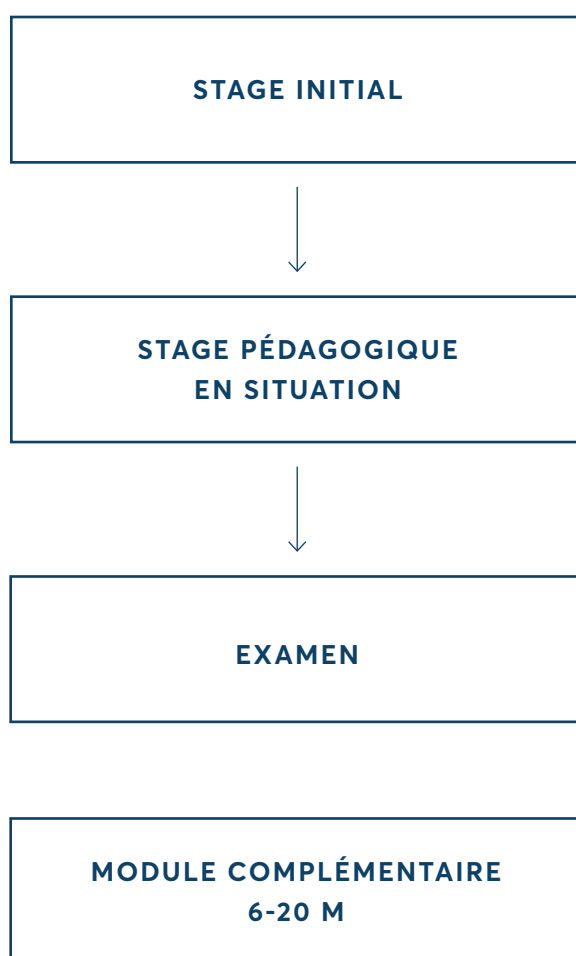 STAGE INITIAL
STAGE PÉDAGOGIQUE
EN SITUATION
EXAMEN
MODULE COMPLÉMENTAIRE
6-20 M